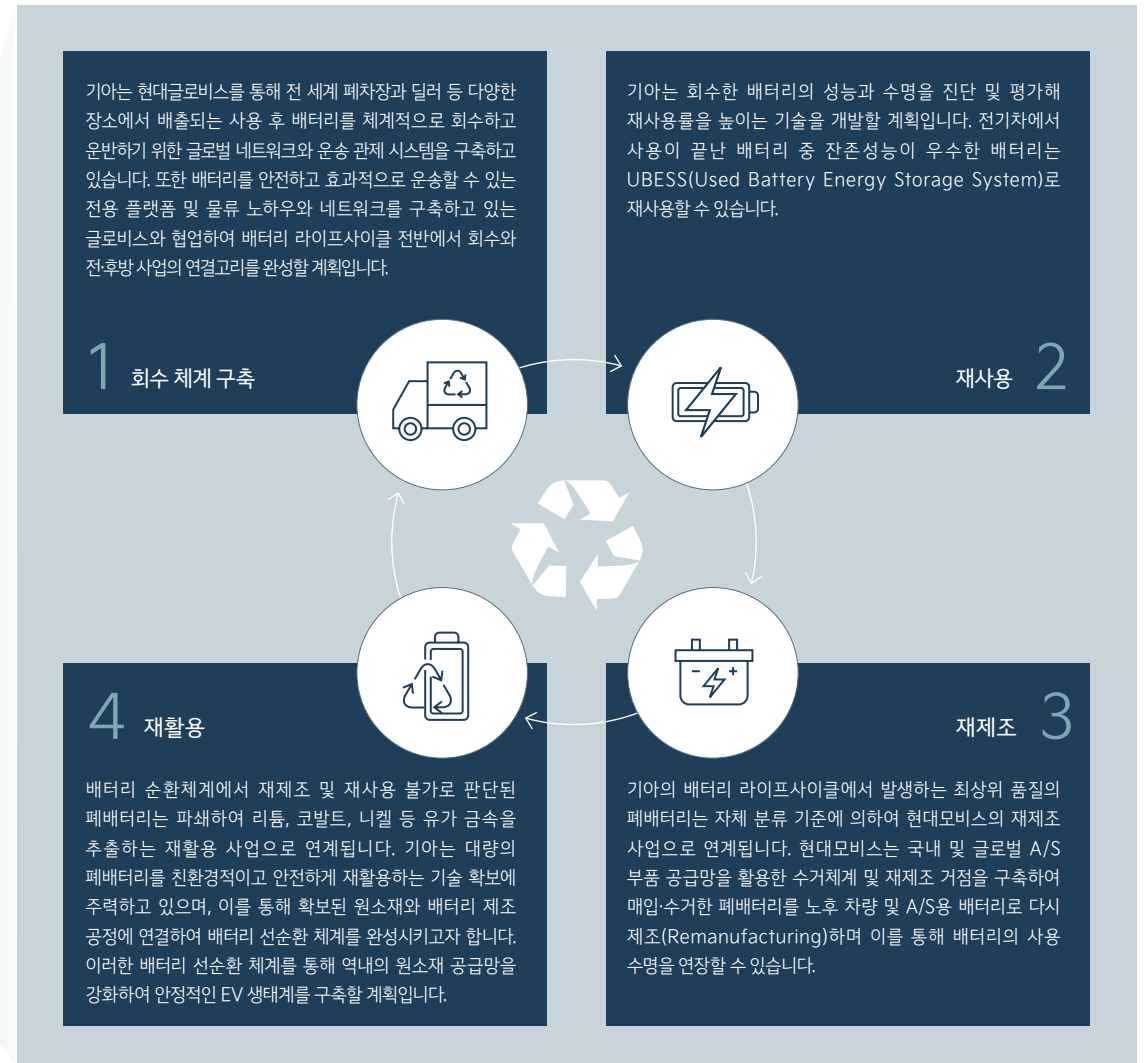 기아는 현대글로비스를 통해 전 세계 폐차장과 딜러 등 다양한
장소에서 배출되는 사용 후 배터리를 체계적으로 회수하고
운반하기 위한 글로벌 네트워크와 운송 관제 시스템을 구축하고
있습니다. 또한 배터리를 안전하고 효과적으로 운송할 수 있는
전용 플랫폼 및 물류 노하우와 네트워크를 구축하고 있는
글로비스와 협업하여 배터리 라이프사이클 전반에서 회수와
전·후방 사업의 연결고리를 완성할 계획입니다.
1 회수 체계 구축
기아는 회수한 배터리의 성능과 수명을 진단 및 평가해
재사용률을 높이는 기술을 개발할 계획입니다. 전기차에서
사용이 끝난 배터리 중 잔존성능이 우수한 배터리는
UBESS(Used Battery Energy Storage System)로
재사용할 수 있습니다.
재사용 2
재제조 3
기아의 배터리 라이프사이클에서 발생하는 최상위 품질의
폐배터리는 자체 분류 기준에 의하여 현대모비스의 재제조
사업으로 연계됩니다. 현대모비스는 국내 및 글로벌 A/S
부품 공급망을 활용한 수거체계 및 재제조 거점을 구축하여
매입·수거한 폐배터리를 노후 차량 및 A/S용 배터리로 다시
제조(Remanufacturing)하며 이를 통해 배터리의 사용
수명을 연장할 수 있습니다.
4 재활용
배터리 순환체계에서 재제조 및 재사용 불가로 판단된
폐배터리는 파쇄하여 리튬, 코발트, 니켈 등 유가 금속을
추출하는 재활용 사업으로 연계됩니다. 기아는 대량의
폐배터리를 친환경적이고 안전하게 재활용하는 기술 확보에
주력하고 있으며, 이를 통해 확보된 원소재와 배터리 제조
공정에 연결하여 배터리 선순환 체계를 완성시키고자 합니다.
이러한 배터리 선순환 체계를 통해 역내의 원소재 공급망을
강화하여 안정적인 EV 생태계를 구축할 계획입니다.